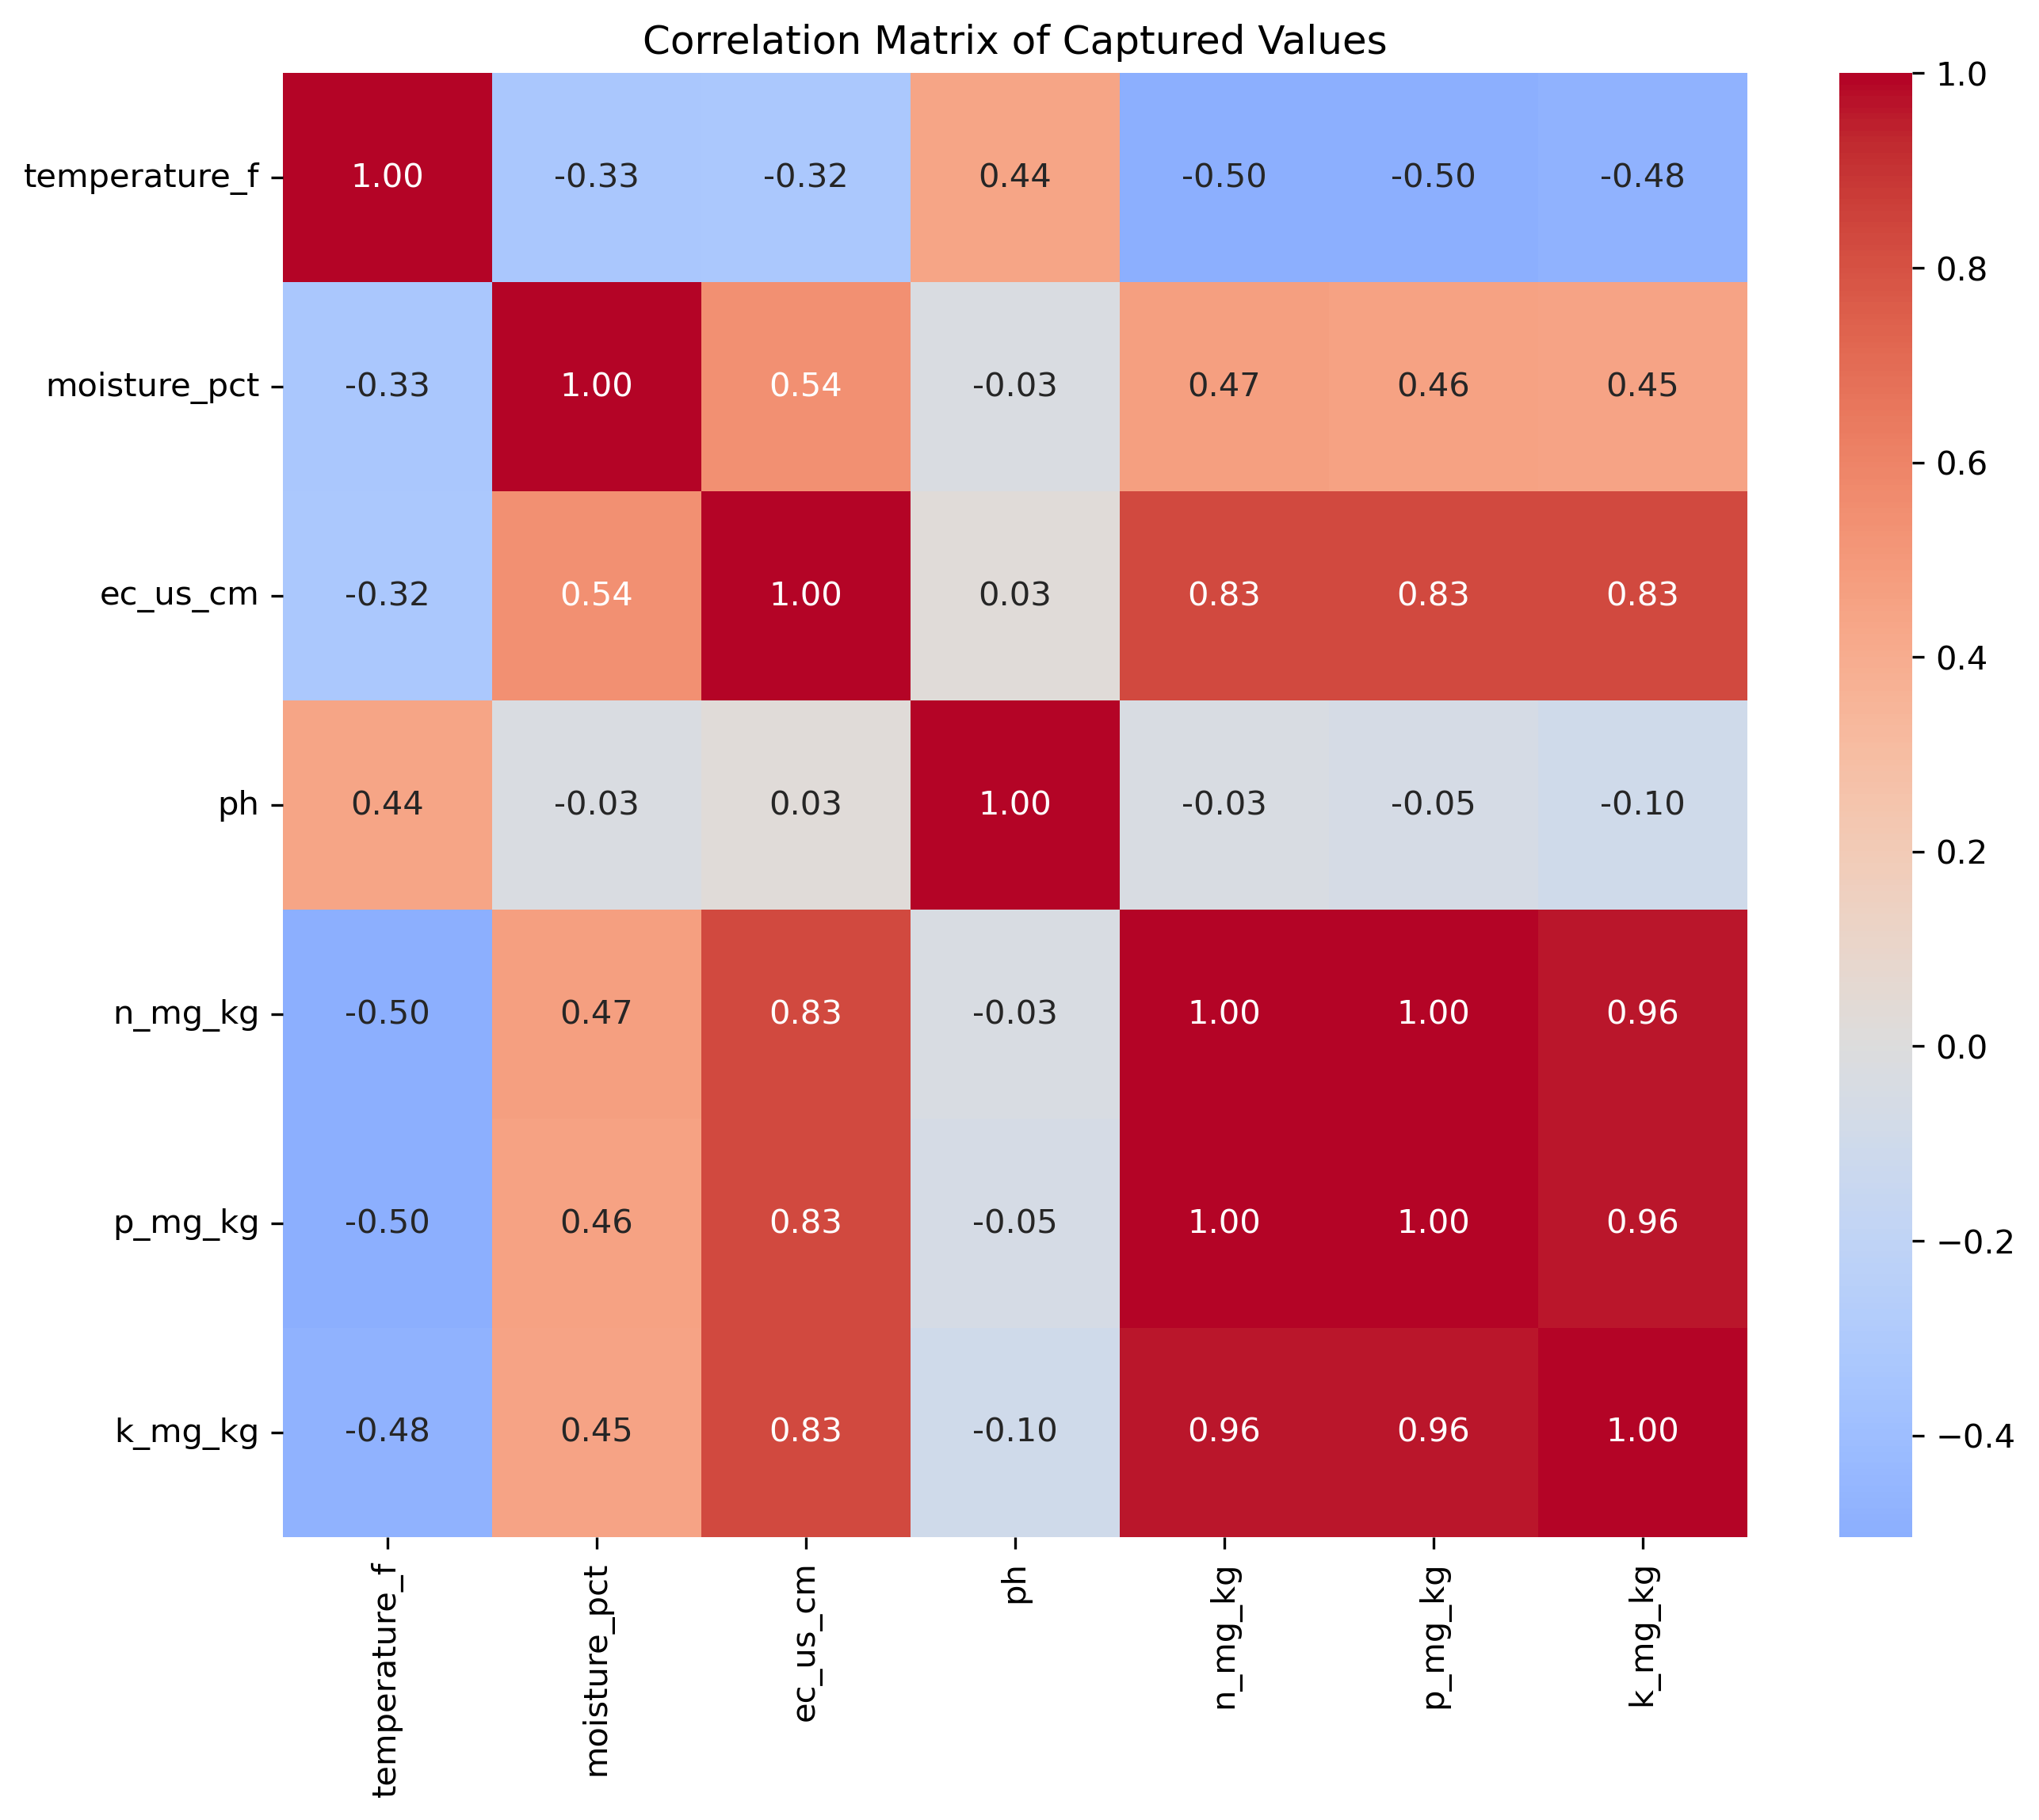 Correlation Matrix of Captured Values
temperature_f 1.00 -0.33 -0.32 0.44 -0.50 -0.50 -0.48
moisture_pct -0.33 1.00 0.54 -0.03 0.47 0.46 0.45
ec_us_cm -0.32 0.54 1.00 0.03 0.83 0.83 0.83
ph 0.44 -0.03 0.03 1.00 -0.03 -0.05 -0.10
n_mg_kg -0.50 0.47 0.83 -0.03 1.00 1.00 0.96
p_mg_kg -0.50 0.46 0.83 -0.05 1.00 1.00 0.96
k_mg_kg -0.48 0.45 0.83 -0.10 0.96 0.96 1.00
temperature_f moisture_pct ec_us_cm ph n_mg_kg p_mg_kg k_mg_kg
1.0
0.8
0.6
0.4
0.2
0.0
−0.2
−0.4